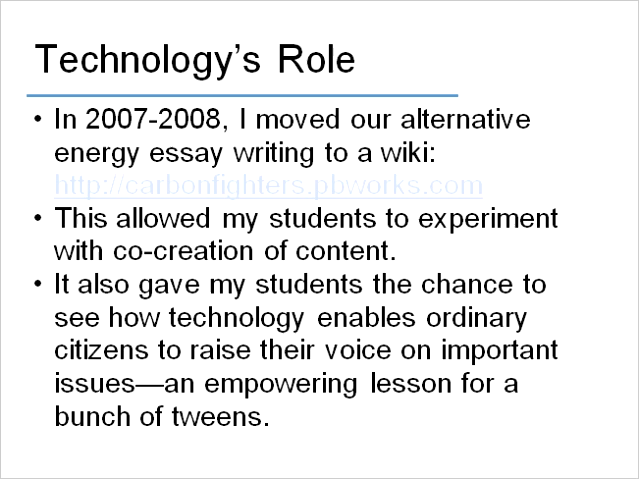 Technology’s Role
• In 2007-2008, I moved our alternative
energy essay writing to a wiki:
http://carbonfighters.pbworks.com
• This allowed my students to experiment
with co-creation of content.
• It also gave my students the chance to
see how technology enables ordinary
citizens to raise their voice on important
issues—an empowering lesson for a
bunch of tweens.